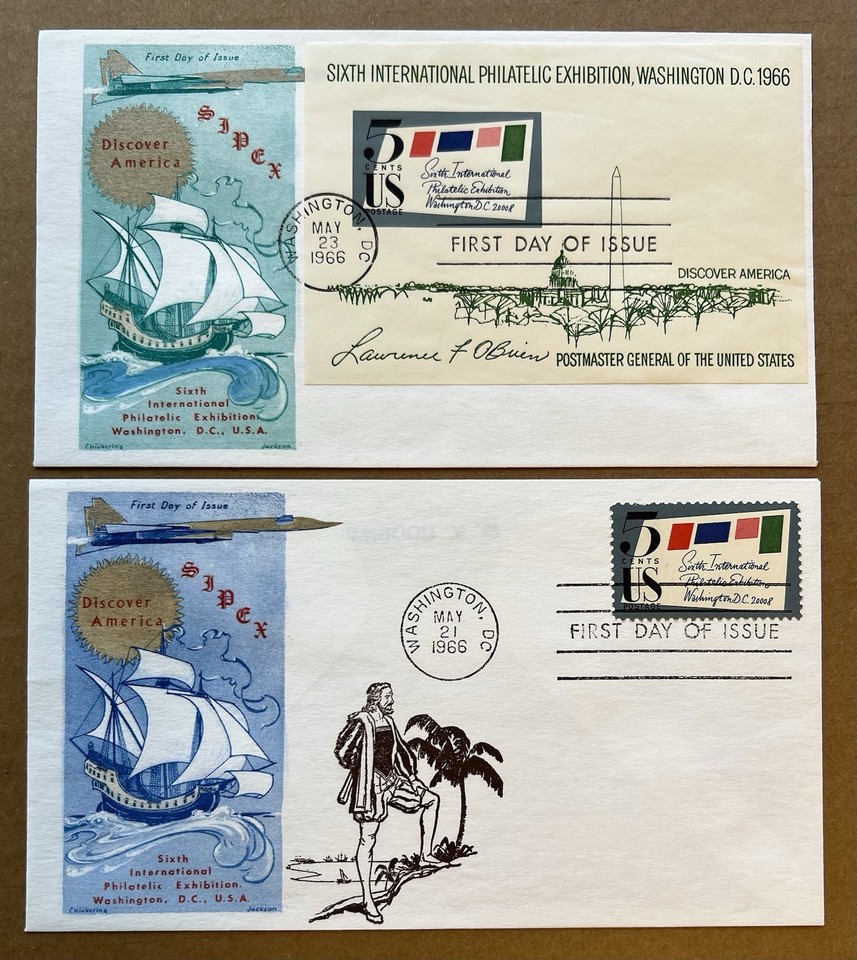 First Day of Issue
Discover
America
SIPEX
Sixth
International
Philatelic Exhibition.
Washington, D.C., U.S.A.
Chickering
Jackson
SIXTH INTERNATIONAL PHILATELIC EXHIBITION, WASHINGTON D.C. 1966
5
CENTS
US
POSTAGE
Sixth International
Philatelic Exhibition
Washington D.C. 20008
WASHINGTON, DC
MAY
23
1966
FIRST DAY OF ISSUE
DISCOVER AMERICA
Lawrence F. O'Brien
POSTMASTER GENERAL OF THE UNITED STATES
First Day of Issue
Discover
America
SIPEX
Sixth
International
Philatelic Exhibition.
Washington, D.C., U.S.A.
Chickering
Jackson
WASHINGTON, DC
MAY
21
1966
5
CENTS
US
POSTAGE
Sixth International
Philatelic Exhibition
Washington D.C. 20008
FIRST DAY OF ISSUE